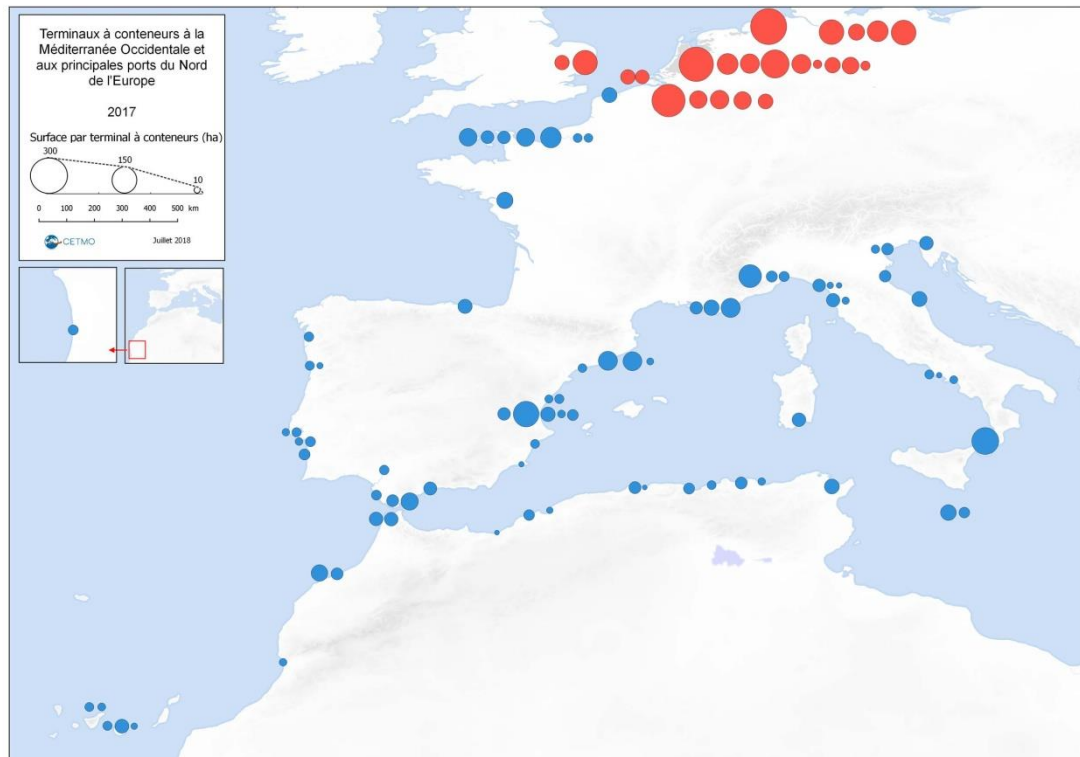 Terminaux à conteneurs à la
Méditerranée Occidentale et
aux principales ports du Nord
de l'Europe
2017
Surface par terminal à conteneurs (ha)
300
150
10
0 100 200 300 400 500 km
CETMO
Juillet 2018